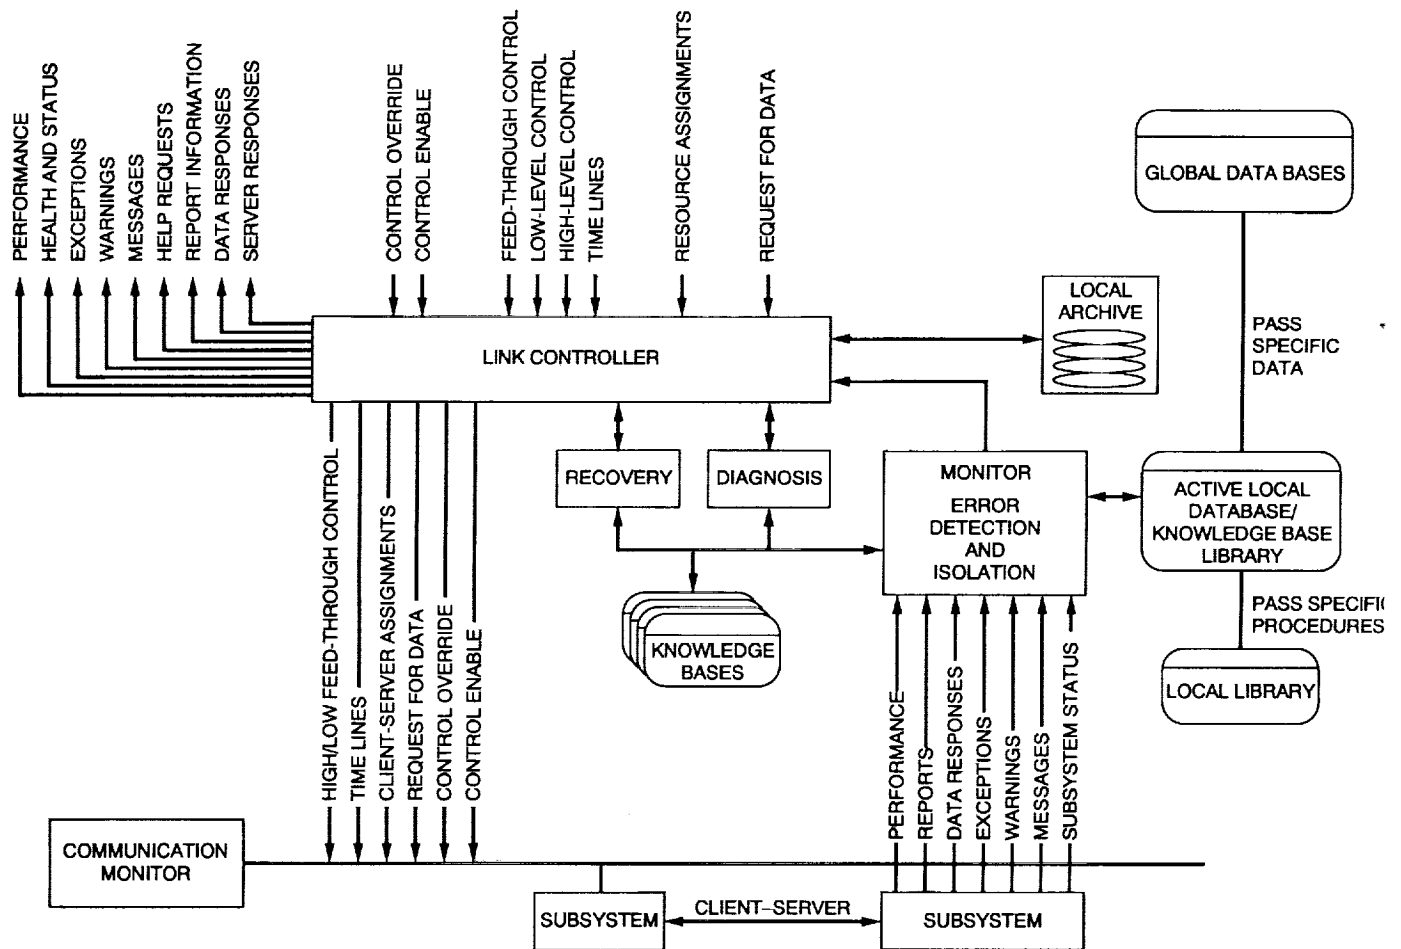 PERFORMANCE
HEALTH AND STATUS
EXCEPTIONS
WARNINGS
MESSAGES
HELP REQUESTS
REPORT INFORMATION
DATA RESPONSES
SERVER RESPONSES
CONTROL OVERRIDE
CONTROL ENABLE
FEED-THROUGH CONTROL
LOW-LEVEL CONTROL
HIGH-LEVEL CONTROL
TIME LINES
RESOURCE ASSIGNMENTS
REQUEST FOR DATA
GLOBAL DATA BASES
LOCAL
ARCHIVE
PASS
SPECIFIC
DATA
LINK CONTROLLER
RECOVERY
DIAGNOSIS
MONITOR
ERROR
DETECTION
AND
ISOLATION
ACTIVE LOCAL
DATABASE/
KNOWLEDGE BASE
LIBRARY
PASS SPECIFI
PROCEDURES
KNOWLEDGE
BASES
LOCAL LIBRARY
HIGH/LOW FEED-THROUGH CONTROL
TIME LINES
CLIENT-SERVER ASSIGNMENTS
REQUEST FOR DATA
CONTROL OVERRIDE
CONTROL ENABLE
PERFORMANCE
REPORTS
DATA RESPONSES
EXCEPTIONS
WARNINGS
MESSAGES
SUBSYSTEM STATUS
COMMUNICATION
MONITOR
SUBSYSTEM
CLIENT–SERVER
SUBSYSTEM